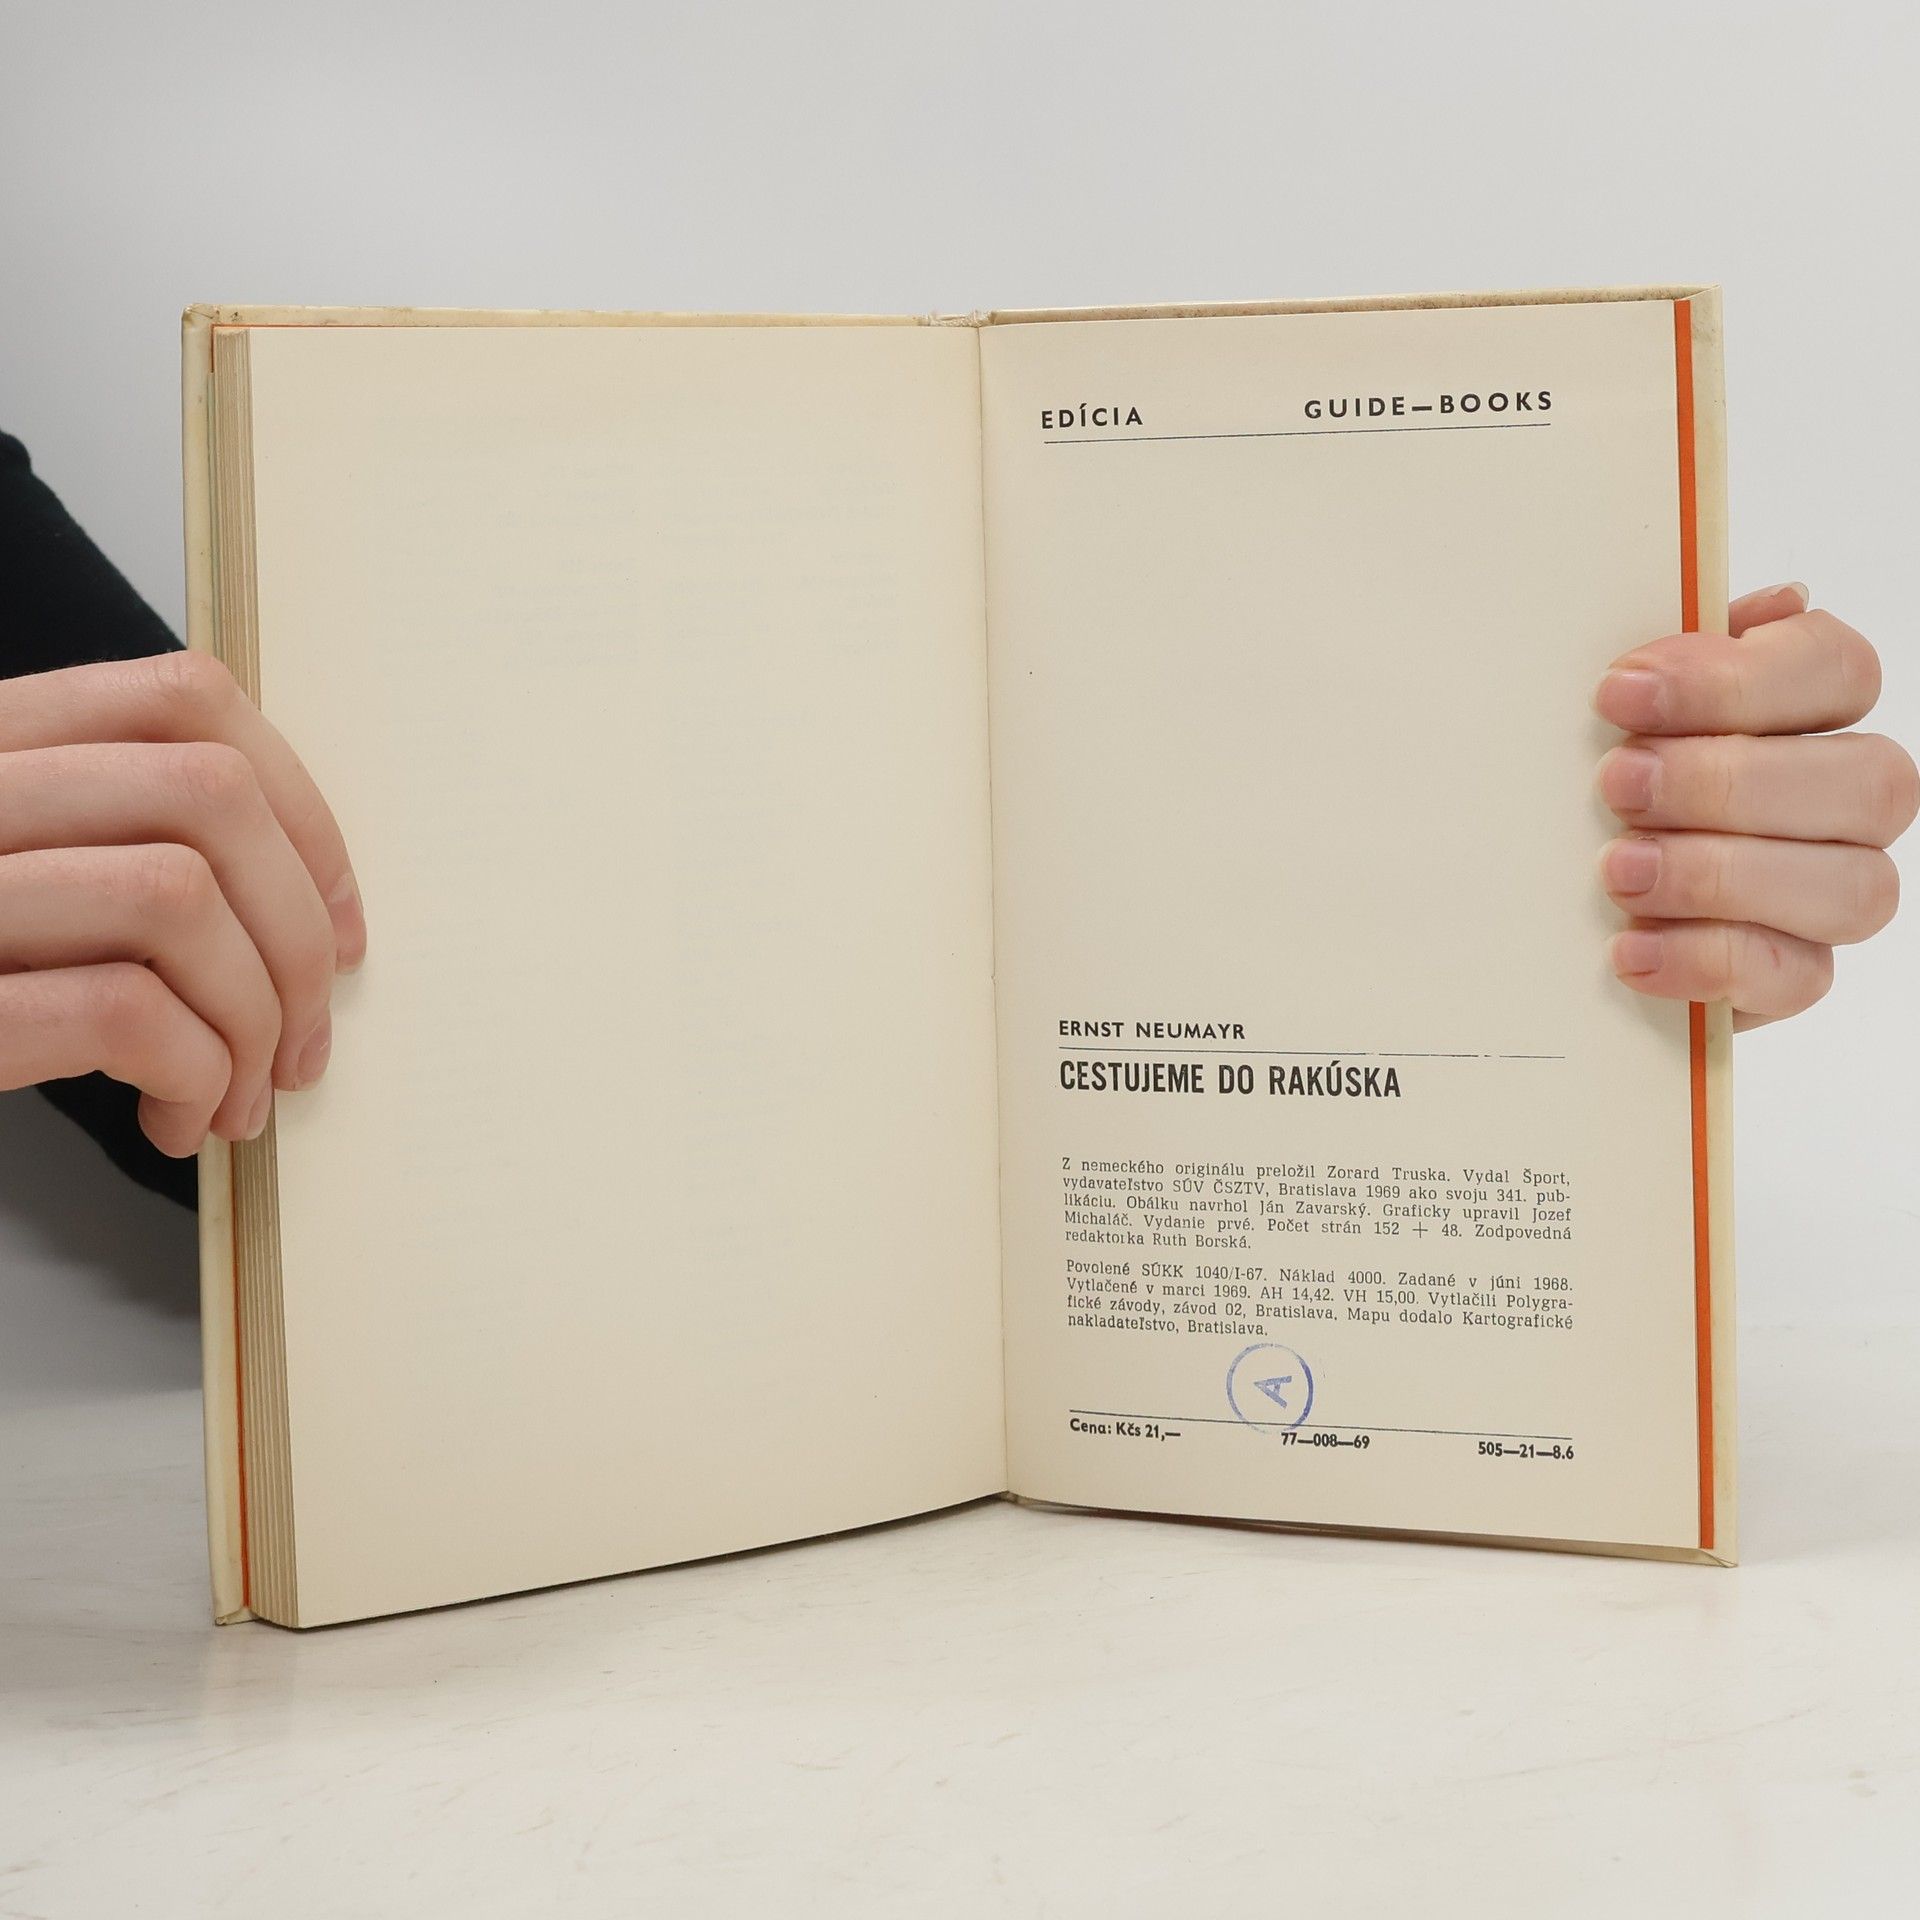 EDÍCIA GUIDE—BOOKS
ERNST NEUMAYR
CESTUJEME DO RAKÚSKA
Z nemeckého originálu preložil Zorard Truska. Vydal Šport,
vydavateľstvo SÚV ČSZTV, Bratislava 1969 ako svoju 341. pub-
likáciu. Obálku navrhol Ján Zavarský. Graficky upravil Jozef
Michaláč. Vydanie prvé. Počet strán 152 + 48. Zodpovedná
redaktorka Ruth Borská.
Povolené SÚKK 1040/I-67. Náklad 4000. Zadané v júni 1968.
Vytlačené v marci 1969. AH 14,42. VH 15,00. Vytlačili Polygra-
fické závody, závod 02, Bratislava. Mapu dodalo Kartografické
nakladateľstvo, Bratislava.
A
Cena: Kčs 21,— 77—008—69 505—21—8.6